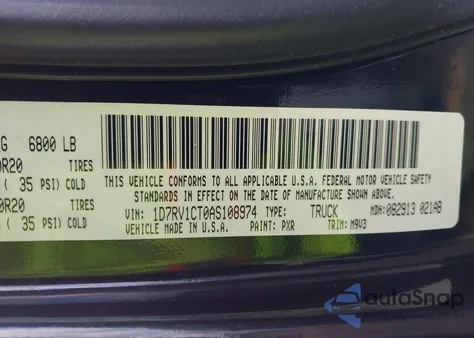 G 6800 LB
0R20 TIRES
( 35 PSI) COLD
0R20 TIRES
( 35 PSI) COLD
THIS VEHICLE CONFORMS TO ALL APPLICABLE U.S.A. FEDERAL MOTOR VEHICLE SAFETY
STANDARDS IN EFFECT ON THE DATE OF MANUFACTURE SHOWN ABOVE.
VIN: 1D7RV1CT0AS108974 TYPE: TRUCK MDH: 082913 021AB
VEHICLE MADE IN U.S.A. PAINT: PXR TRIM: M9V3
autoSnap